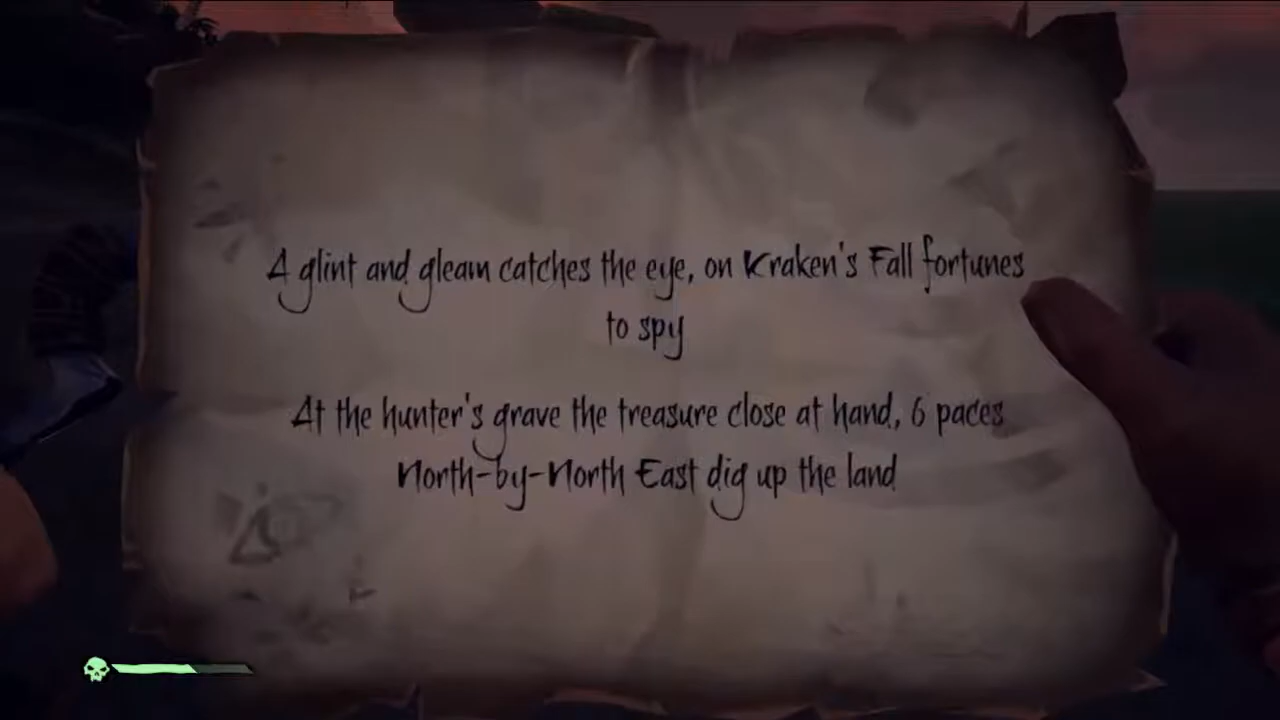 A glint and gleam catches the eye, on Kraken's Fall fortunes
to spy
At the hunter's grave the treasure close at hand, 6 paces
North-by-North East dig up the land